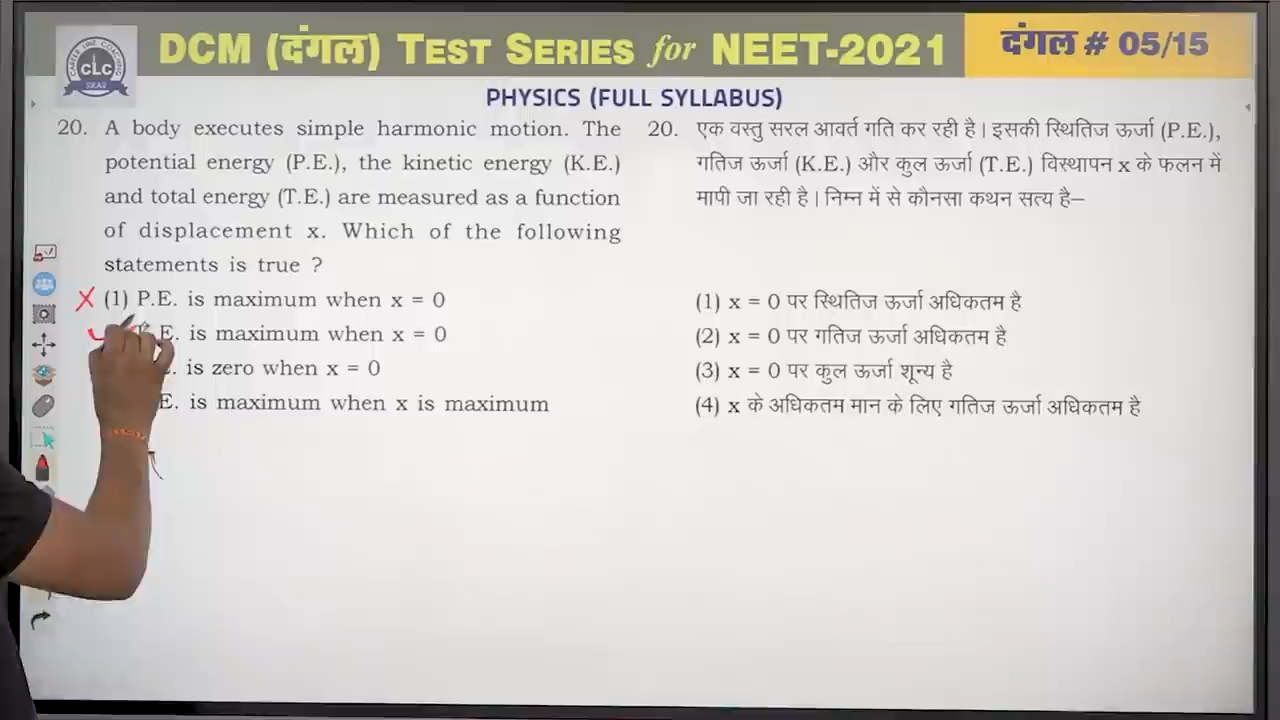 DCM (दंगल) TEST SERIES for NEET-2021
दंगल # 05/15
CAREER LINE COACHING
CLC
SIKAR
PHYSICS (FULL SYLLABUS)
20. A body executes simple harmonic motion. The
potential energy (P.E.), the kinetic energy (K.E.)
and total energy (T.E.) are measured as a function
of displacement x. Which of the following
statements is true ?
(1) P.E. is maximum when x = 0
.E. is maximum when x = 0
. is zero when x = 0
E. is maximum when x is maximum
20. एक वस्तु सरल आवर्त गति कर रही है। इसकी स्थितिज ऊर्जा (P.E.),
गतिज ऊर्जा (K.E.) और कुल ऊर्जा (T.E.) विस्थापन x के फलन में
मापी जा रही है। निम्न में से कौनसा कथन सत्य है–
(1) x = 0 पर स्थितिज ऊर्जा अधिकतम है
(2) x = 0 पर गतिज ऊर्जा अधिकतम है
(3) x = 0 पर कुल ऊर्जा शून्य है
(4) x के अधिकतम मान के लिए गतिज ऊर्जा अधिकतम है